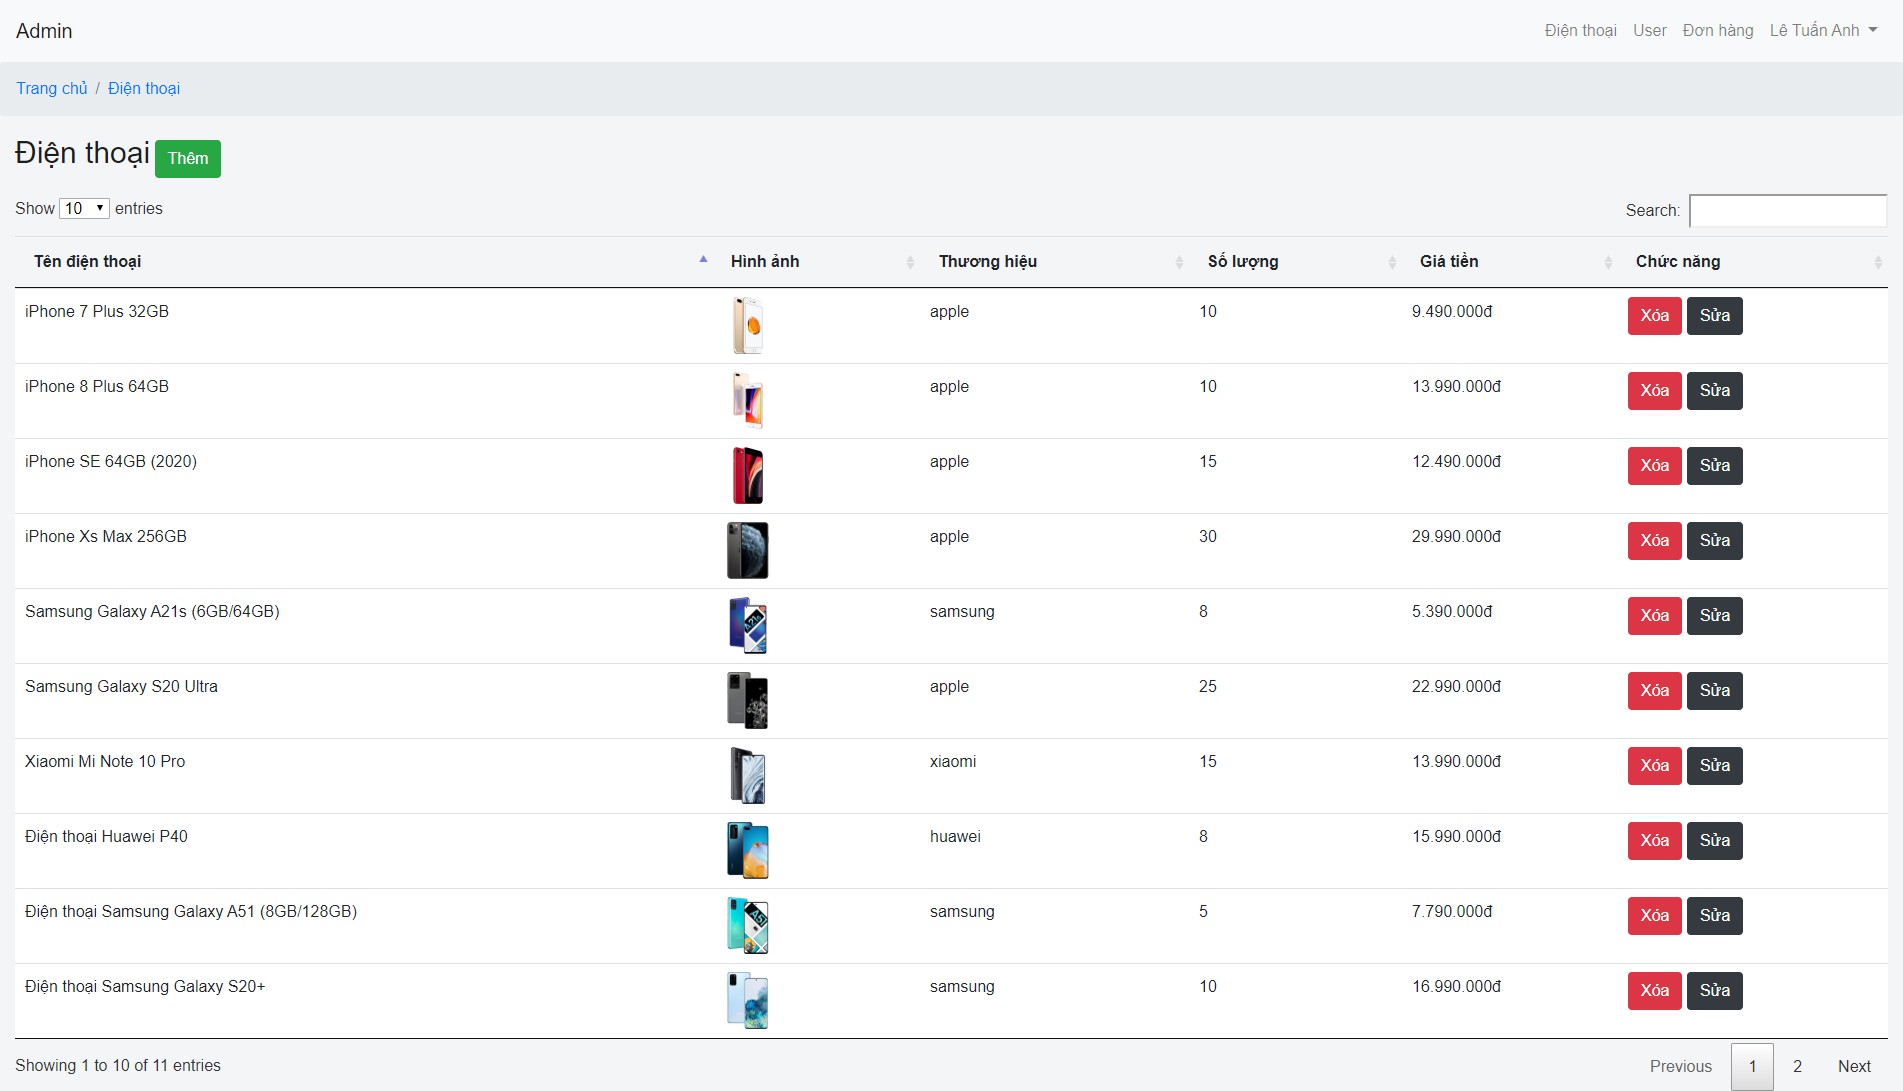 Admin Điện thoại User Đơn hàng Lê Tuấn Anh
Trang chủ / Điện thoại
Điện thoại Thêm
Show 10 entries Search:
Tên điện thoại Hình ảnh Thương hiệu Số lượng Giá tiền Chức năng
iPhone 7 Plus 32GB apple 10 9.490.000đ Xóa Sửa
iPhone 8 Plus 64GB apple 10 13.990.000đ Xóa Sửa
iPhone SE 64GB (2020) apple 15 12.490.000đ Xóa Sửa
iPhone Xs Max 256GB apple 30 29.990.000đ Xóa Sửa
Samsung Galaxy A21s (6GB/64GB) A21s samsung 8 5.390.000đ Xóa Sửa
Samsung Galaxy S20 Ultra apple 25 22.990.000đ Xóa Sửa
Xiaomi Mi Note 10 Pro xiaomi 15 13.990.000đ Xóa Sửa
Điện thoại Huawei P40 huawei 8 15.990.000đ Xóa Sửa
Điện thoại Samsung Galaxy A51 (8GB/128GB) A51 samsung 5 7.790.000đ Xóa Sửa
Điện thoại Samsung Galaxy S20+ samsung 10 16.990.000đ Xóa Sửa
Showing 1 to 10 of 11 entries Previous 1 2 Next